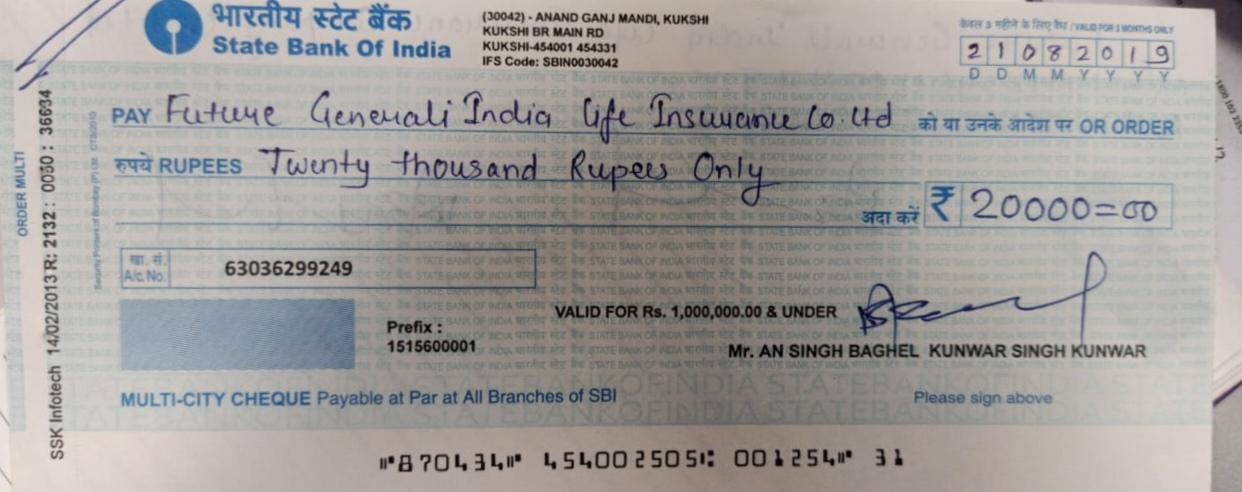 भारतीय स्टेट बैंक
State Bank Of India
(30042) - ANAND GANJ MANDI, KUKSHI
KUKSHI BR MAIN RD
KUKSHI-454001 454331
IFS Code: SBIN0030042
केवल 3 महीने के लिए वैध / VALID FOR 3 MONTHS ONLY
2 1 0 8 2 0 1 9
D D M M Y Y Y Y
PAY Future Generali India life Insurance Co. Ltd को या उनके आदेश पर OR ORDER
रुपये RUPEES Twenty thousand Rupees Only
अदा करें ₹ 20000=00
खा. सं.
A/c. No. 63036299249
VALID FOR Rs. 1,000,000.00 & UNDER
Prefix :
1515600001
Mr. AN SINGH BAGHEL KUNWAR SINGH KUNWAR
MULTI-CITY CHEQUE Payable at Par at All Branches of SBI
Please sign above
⑈870434⑈ 454002505⑆ 001254⑈ 31
ORDER MULTI
SSK Infotech 14/02/2013 R: 2132 : 0050 : 36634